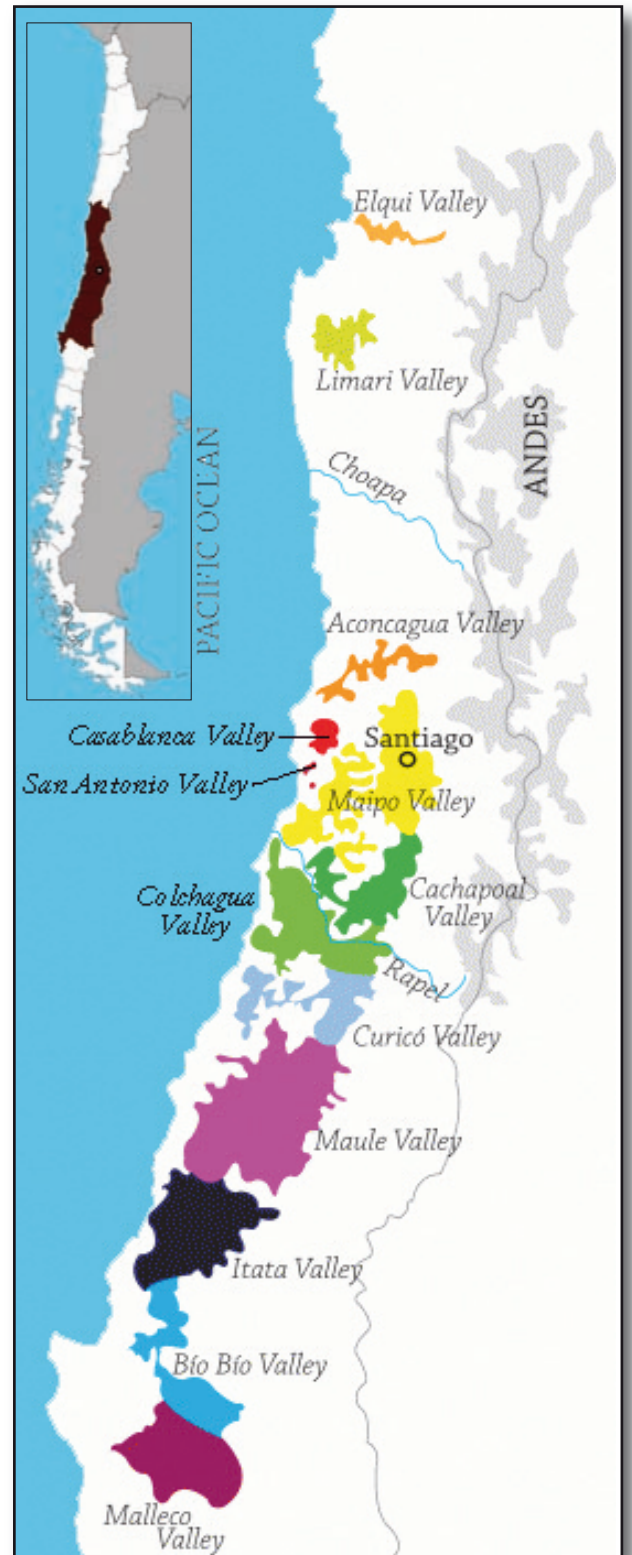 Elqui Valley
Limari Valley
ANDES
Choapa
PACIFIC OCEAN
Aconcagua Valley
Casablanca Valley
Santiago
San Antonio Valley
Maipo Valley
Colchagua
Valley
Cachapoal
Valley
Rapel
Curicó Valley
Maule Valley
Itata Valley
Bío Bío Valley
Malleco
Valley